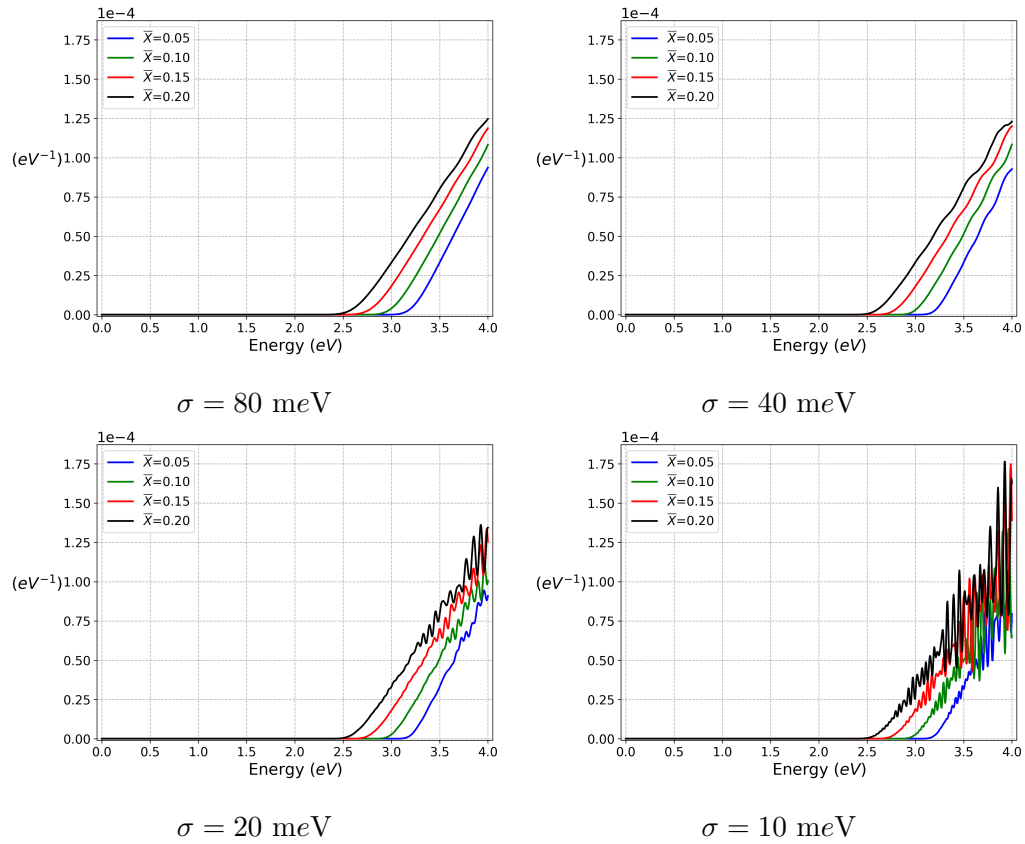 1e−4
1.75
1.50
1.25
(eV⁻¹) 1.00
0.75
0.50
0.25
0.00
X̅=0.05
X̅=0.10
X̅=0.15
X̅=0.20
0.0 0.5 1.0 1.5 2.0 2.5 3.0 3.5 4.0
Energy (eV)
σ = 80 meV
1e−4
1.75
1.50
1.25
(eV⁻¹) 1.00
0.75
0.50
0.25
0.00
X̅=0.05
X̅=0.10
X̅=0.15
X̅=0.20
0.0 0.5 1.0 1.5 2.0 2.5 3.0 3.5 4.0
Energy (eV)
σ = 40 meV
1e−4
1.75
1.50
1.25
(eV⁻¹) 1.00
0.75
0.50
0.25
0.00
X̅=0.05
X̅=0.10
X̅=0.15
X̅=0.20
0.0 0.5 1.0 1.5 2.0 2.5 3.0 3.5 4.0
Energy (eV)
σ = 20 meV
1e−4
1.75
1.50
1.25
(eV⁻¹) 1.00
0.75
0.50
0.25
0.00
X̅=0.05
X̅=0.10
X̅=0.15
X̅=0.20
0.0 0.5 1.0 1.5 2.0 2.5 3.0 3.5 4.0
Energy (eV)
σ = 10 meV